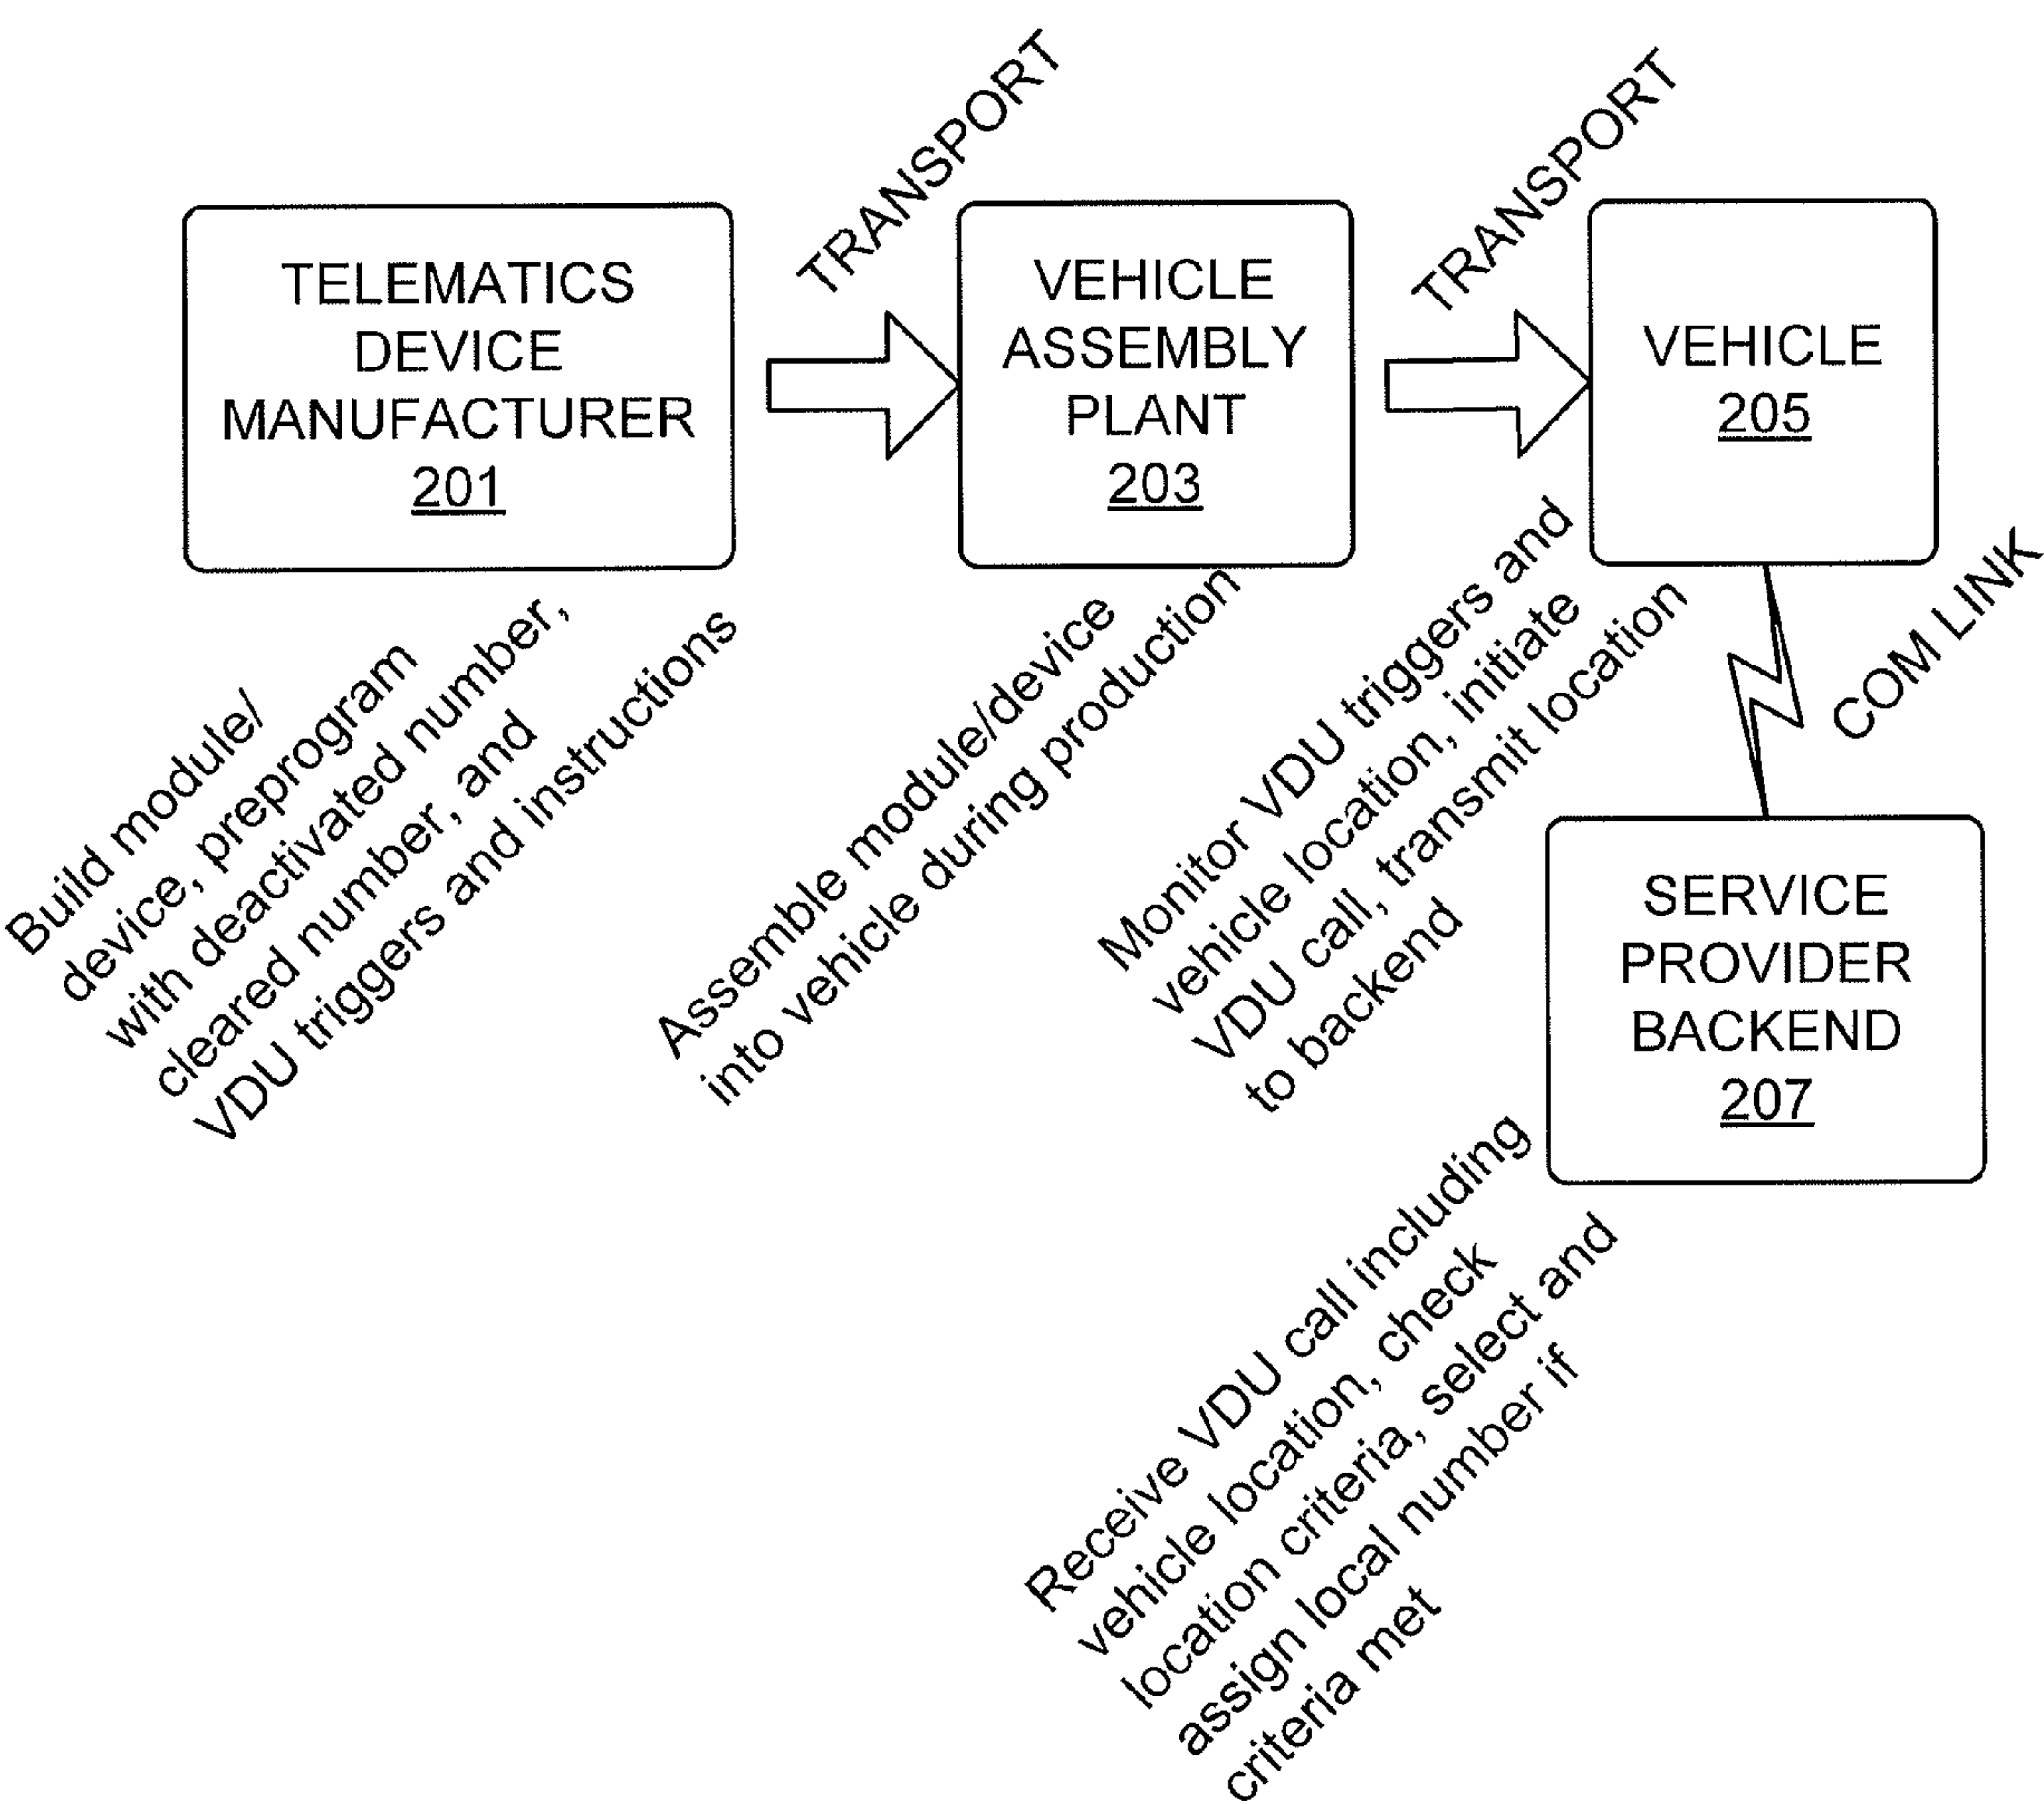 TELEMATICS
DEVICE
MANUFACTURER
201
TRANSPORT
VEHICLE
ASSEMBLY
PLANT
203
TRANSPORT
VEHICLE
205
Build module/
device, preprogram
with deactivated number,
cleared number, and
VDU triggers and instructions
Assemble module/device
into vehicle during production
Monitor VDU triggers and
vehicle location, initiate
VDU call, transmit location
to backend
COM LINK
SERVICE
PROVIDER
BACKEND
207
Receive VDU call including
vehicle location, check
location criteria, select and
assign local number if
criteria met